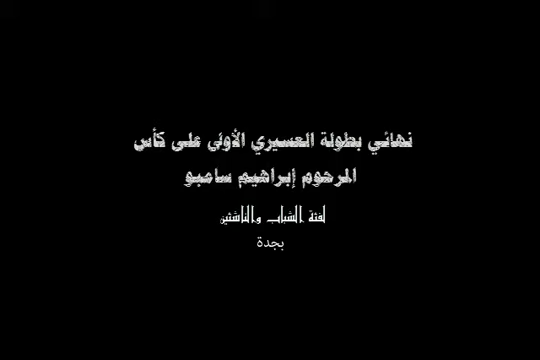 نهائي بطولة العسيري الأولى على كأس
المرحوم إبراهيم سامبو
لفئة الشباب والناشئين
بجدة